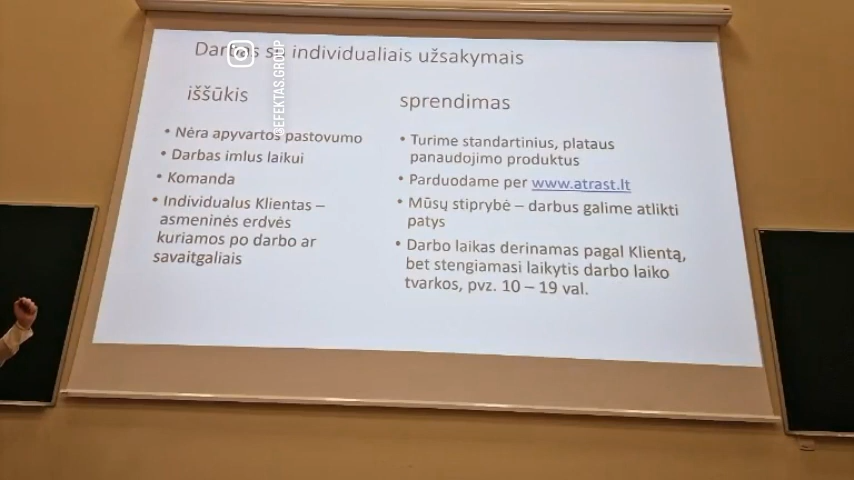 Darbas su individualiais užsakymais
iššūkis
• Nėra apyvartos pastovumo
• Darbas imlus laikui
• Komanda
• Individualus Klientas –
asmeninės erdvės
kuriamos po darbo ar
savaitgaliais
sprendimas
• Turime standartinius, plataus
panaudojimo produktus
• Parduodame per www.atrast.lt
• Mūsų stiprybė – darbus galime atlikti
patys
• Darbo laikas derinamas pagal Klientą,
bet stengiamasi laikytis darbo laiko
tvarkos, pvz. 10 – 19 val.
@EFEKTAS.GROUP